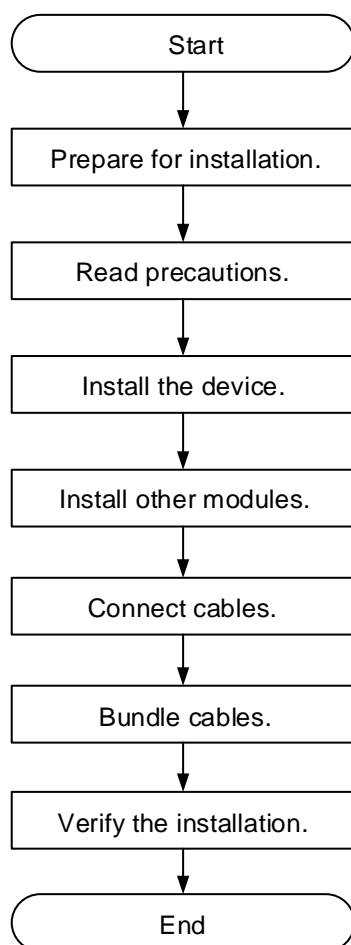 Start
Prepare for installation.
Read precautions.
Install the device.
Install other modules.
Connect cables.
Bundle cables.
Verify the installation.
End